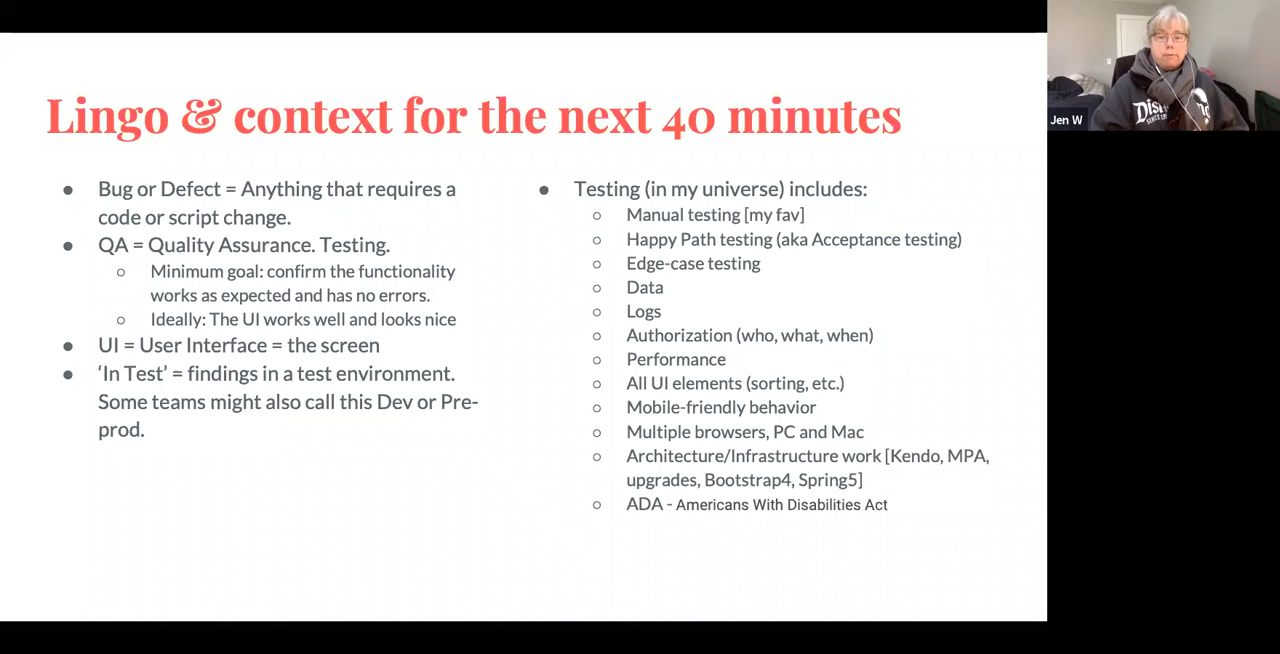 Lingo & context for the next 40 minutes
Bug or Defect = Anything that requires a
code or script change.
QA = Quality Assurance. Testing.
Minimum goal: confirm the functionality
works as expected and has no errors.
Ideally: The UI works well and looks nice
UI = User Interface = the screen
‘In Test’ = findings in a test environment.
Some teams might also call this Dev or Pre-
prod.
Testing (in my universe) includes:
Manual testing [my fav]
Happy Path testing (aka Acceptance testing)
Edge-case testing
Data
Logs
Authorization (who, what, when)
Performance
All UI elements (sorting, etc.)
Mobile-friendly behavior
Multiple browsers, PC and Mac
Architecture/Infrastructure work [Kendo, MPA,
upgrades, Bootstrap4, Spring5]
ADA - Americans With Disabilities Act
Jen W